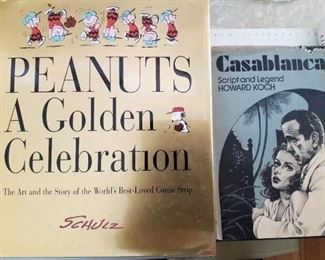 PEANUTS
A Golden
Celebration
The Art and the Story of the World's Best-Loved Comic Strip
SCHULZ
Casablanca
Script and Legend
HOWARD KOCH